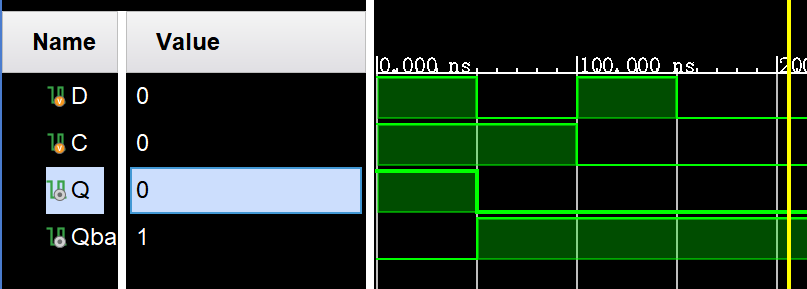 Name Value
0.000 ns 100.000 ns 200
D 0
C 0
Q 0
Qba 1